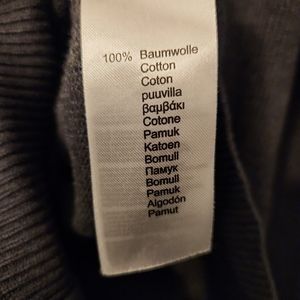 100% Baumwolle
Cotton
Coton
puuvilla
βαμβάκι
Cotone
Pamuk
Katoen
Bomull
Памук
Bomull
Pamuk
Algodón
Pamut